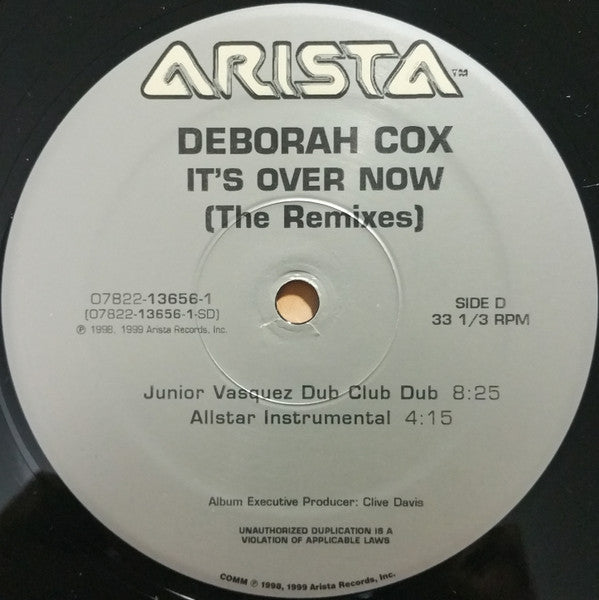 ARISTA™
DEBORAH COX
IT'S OVER NOW
(The Remixes)
07822-13656-1
(07822-13656-1-SD)
℗ 1998, 1999 Arista Records, Inc.
SIDE D
33 1/3 RPM
Junior Vasquez Dub Club Dub 8:25
Allstar Instrumental 4:15
Album Executive Producer: Clive Davis
UNAUTHORIZED DUPLICATION IS A
VIOLATION OF APPLICABLE LAWS
COMM ℗ 1998, 1999 Arista Records, Inc.